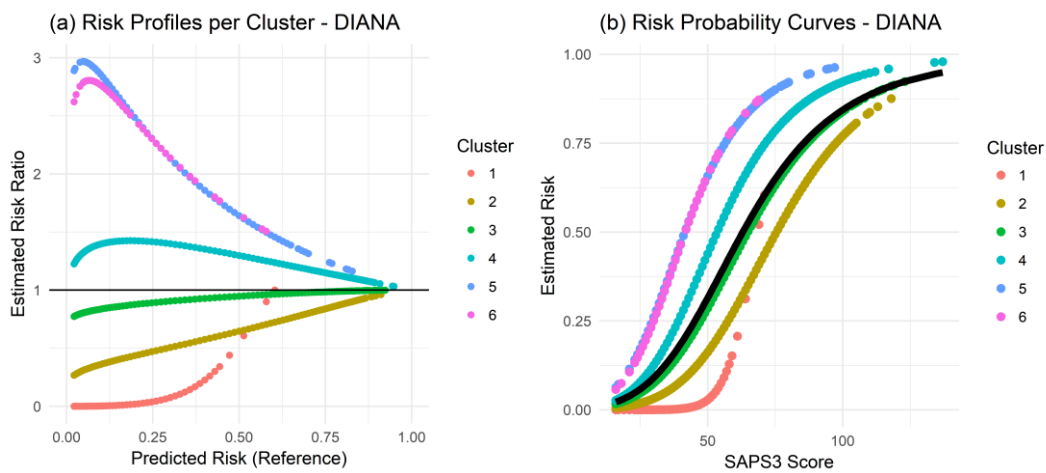 (a) Risk Profiles per Cluster - DIANA
3
2
1
0
Estimated Risk Ratio
0.00 0.25 0.50 0.75 1.00
Predicted Risk (Reference)
Cluster
1
2
3
4
5
6
(b) Risk Probability Curves - DIANA
1.00
0.75
0.50
0.25
0.00
Estimated Risk
50 100
SAPS3 Score
Cluster
1
2
3
4
5
6